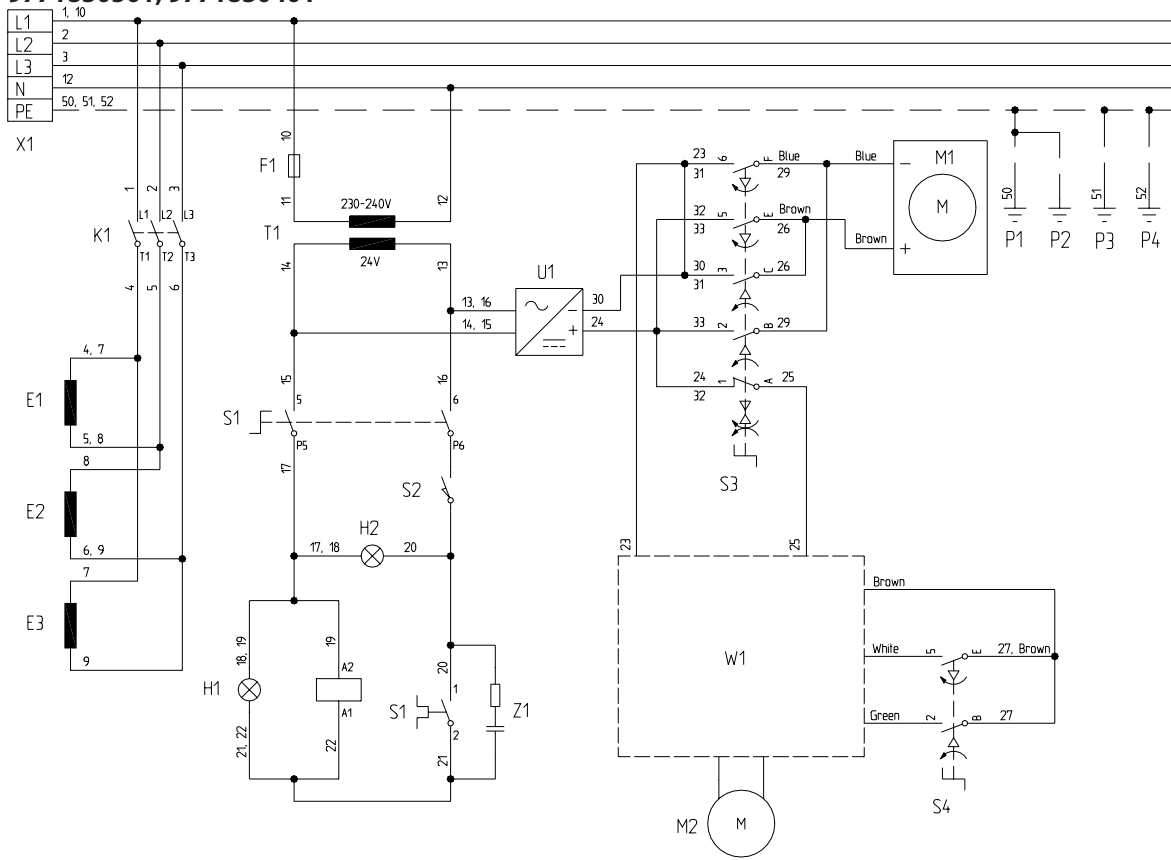 L1 1, 10
L2 2
L3 3
N 12
PE 50, 51, 52
X1
1 2 3
K1 L1 L2 L3
T1 T2 T3
4 5 6
4, 7
E1
5, 8
8
E2
6, 9
7
E3
9
10
F1
11 12
230-240V
T1
24V
14 13
13, 16
14, 15
U1
30
24
15 16
S1 5 6
P5 P6
17
S2
H2
17, 18 20
18, 19 19
H1 A2
A1
21, 22 22
20
S1 1
2
Z1
21
23 6 F Blue Blue
31 29
32 5 E Brown
33 26
Brown
M1
-
M
+
30 3 C 26
31
33 2 B 29
24 1 A 25
32
S3
50 51 52
P1 P2 P3 P4
23 25
W1
Brown
White 5 E 27, Brown
Green 2 B 27
S4
M2 M